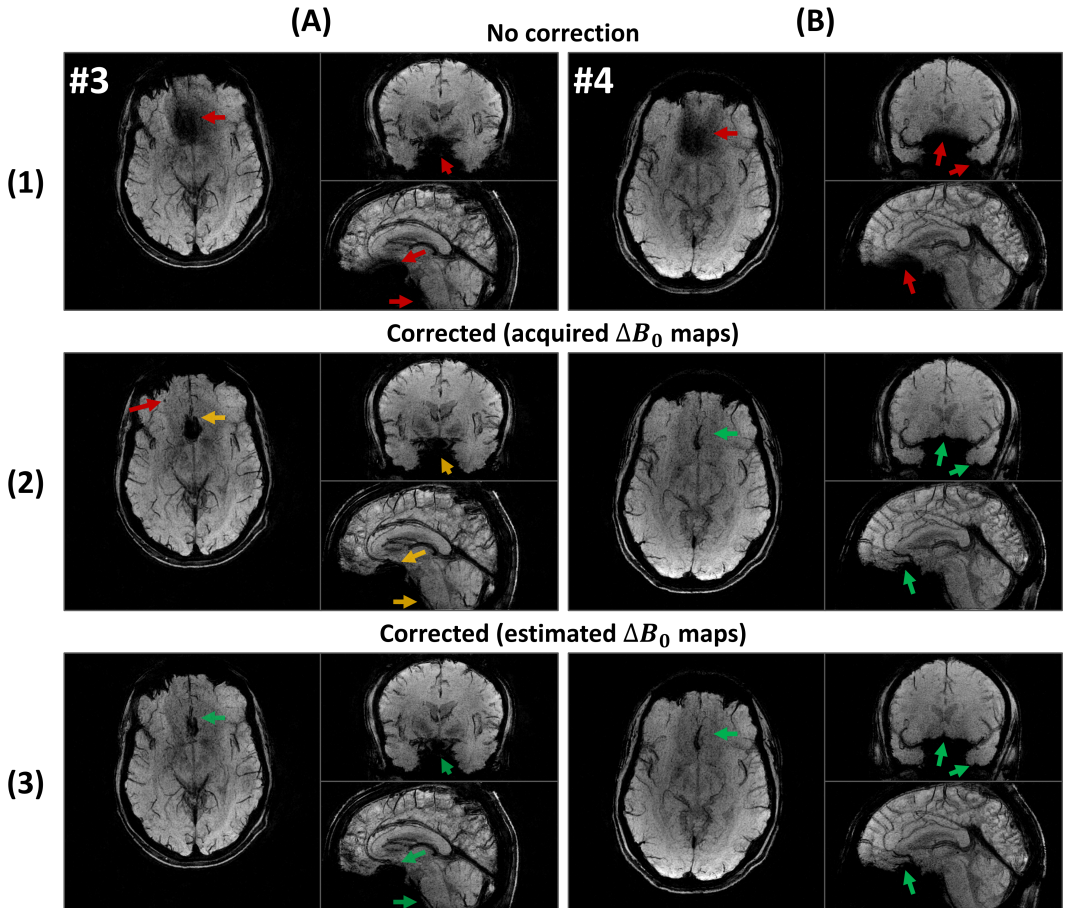 (A)
(B)
No correction
#3
#4
(1)
Corrected (acquired Δ𝑩₀ maps)
(2)
Corrected (estimated Δ𝑩₀ maps)
(3)